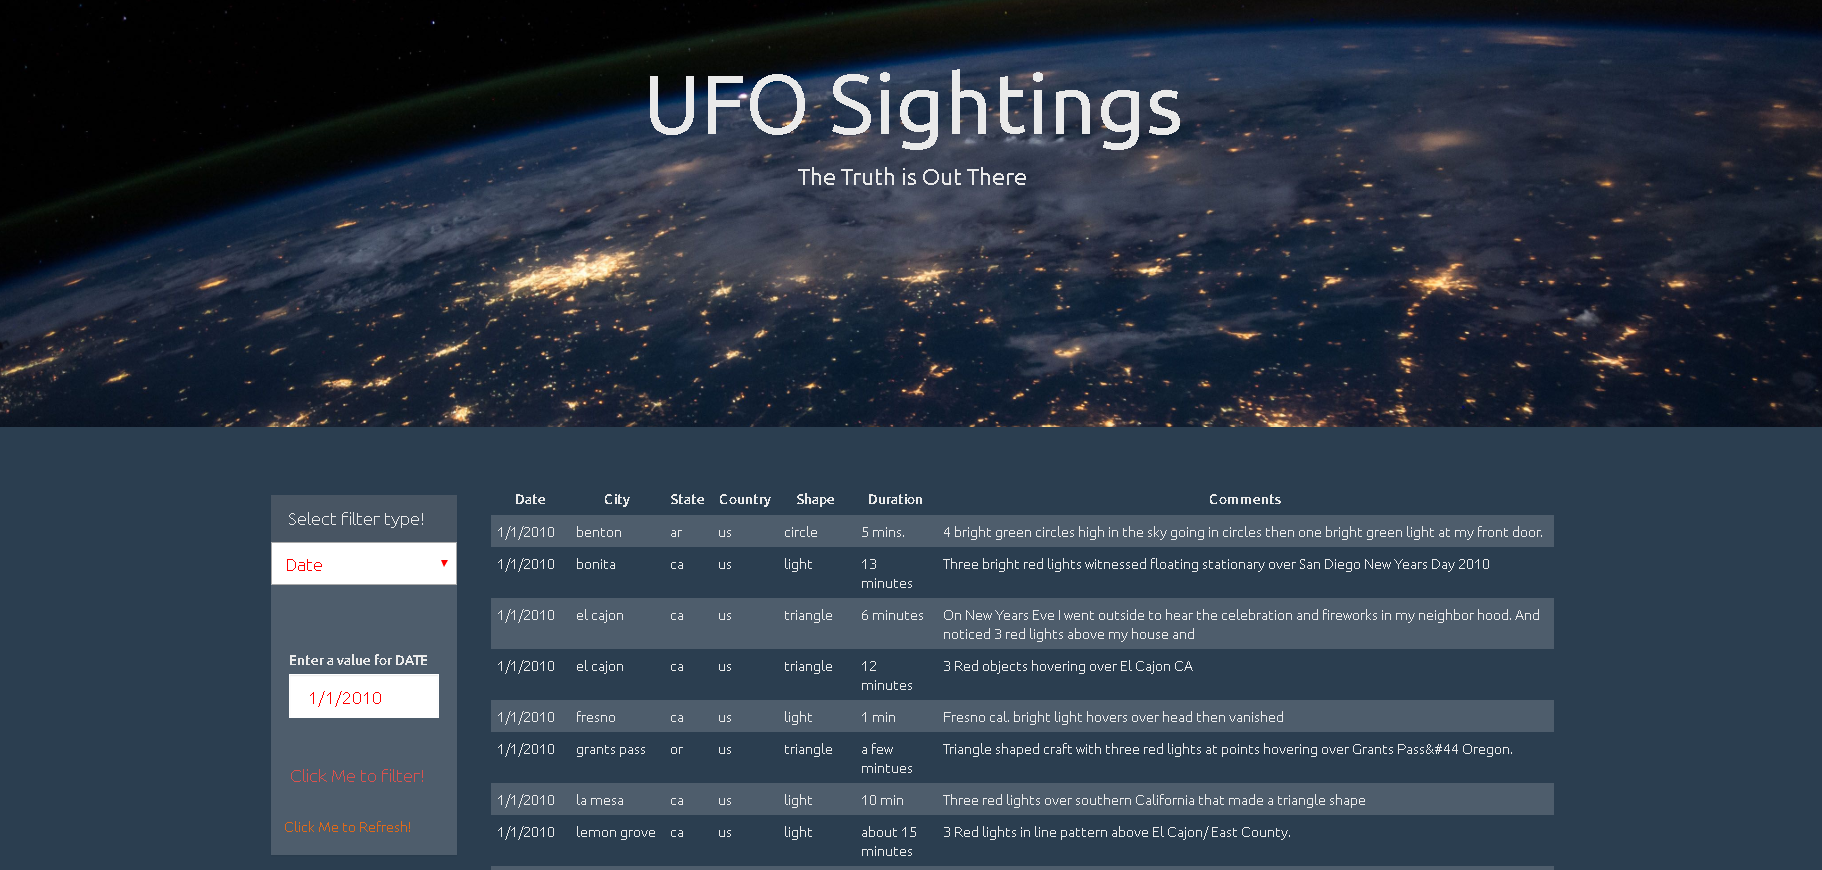 UFO Sightings
The Truth is Out There
Select filter type!
Date
Enter a value for DATE
1/1/2010
Click Me to filter!
Click Me to Refresh!
Date City State Country Shape Duration Comments
1/1/2010 benton ar us circle 5 mins. 4 bright green circles high in the sky going in circles then one bright green light at my front door.
1/1/2010 bonita ca us light 13 Three bright red lights witnessed floating stationary over San Diego New Years Day 2010
minutes
1/1/2010 el cajon ca us triangle 6 minutes On New Years Eve I went outside to hear the celebration and fireworks in my neighbor hood. And
noticed 3 red lights above my house and
1/1/2010 el cajon ca us triangle 12 3 Red objects hovering over El Cajon CA
minutes
1/1/2010 fresno ca us light 1 min Fresno cal. bright light hovers over head then vanished
1/1/2010 grants pass or us triangle a few Triangle shaped craft with three red lights at points hovering over Grants Pass&#44 Oregon.
mintues
1/1/2010 la mesa ca us light 10 min Three red lights over southern California that made a triangle shape
1/1/2010 lemon grove ca us light about 15 3 Red lights in line pattern above El Cajon/ East County.
minutes